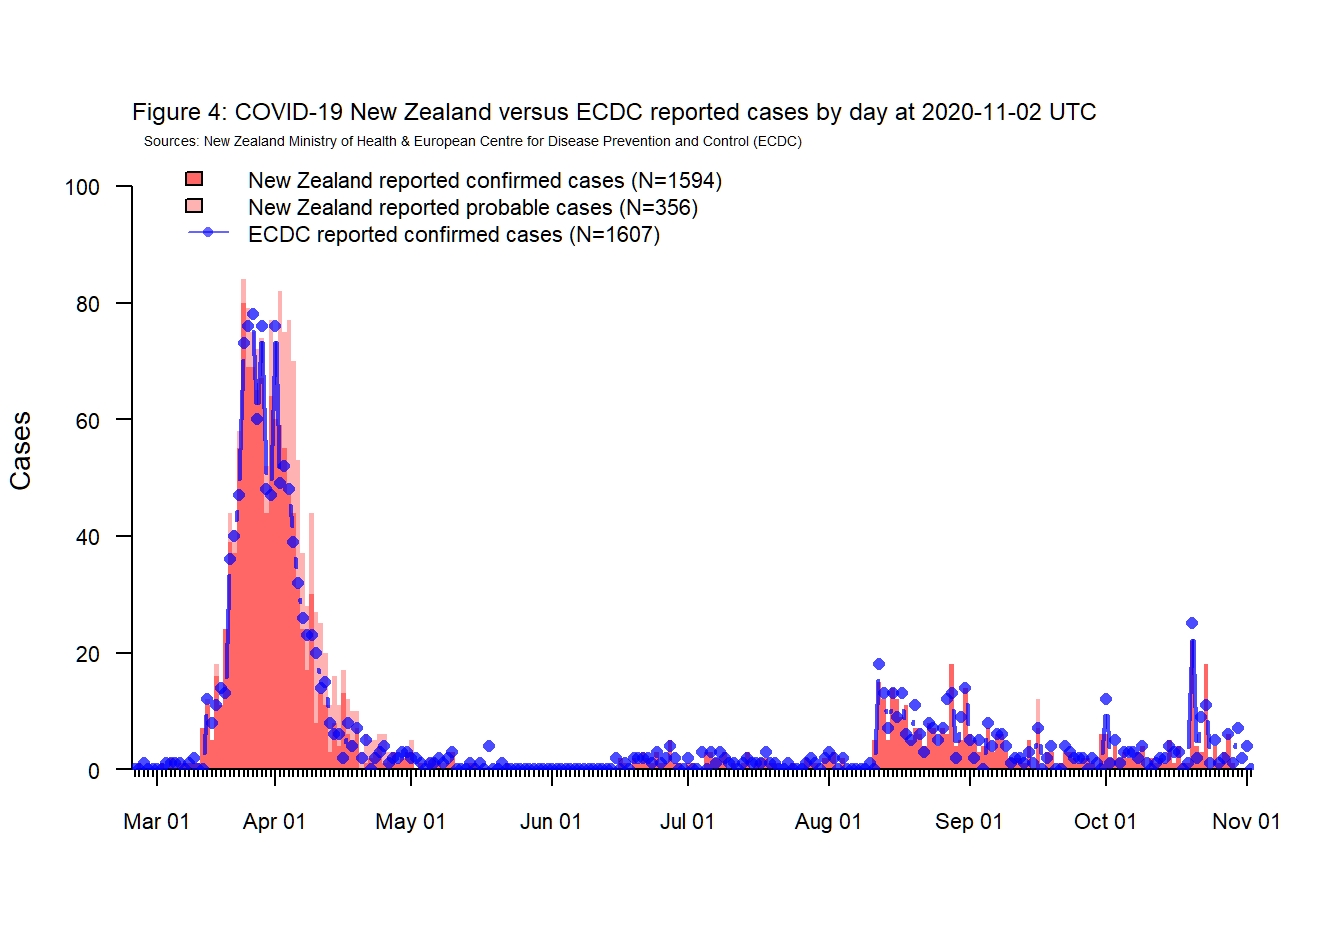 Figure 4: COVID-19 New Zealand versus ECDC reported cases by day at 2020-11-02 UTC
Sources: New Zealand Ministry of Health & European Centre for Disease Prevention and Control (ECDC)
New Zealand reported confirmed cases (N=1594)
New Zealand reported probable cases (N=356)
ECDC reported confirmed cases (N=1607)
Cases
100
80
60
40
20
0
Mar 01
Apr 01
May 01
Jun 01
Jul 01
Aug 01
Sep 01
Oct 01
Nov 01